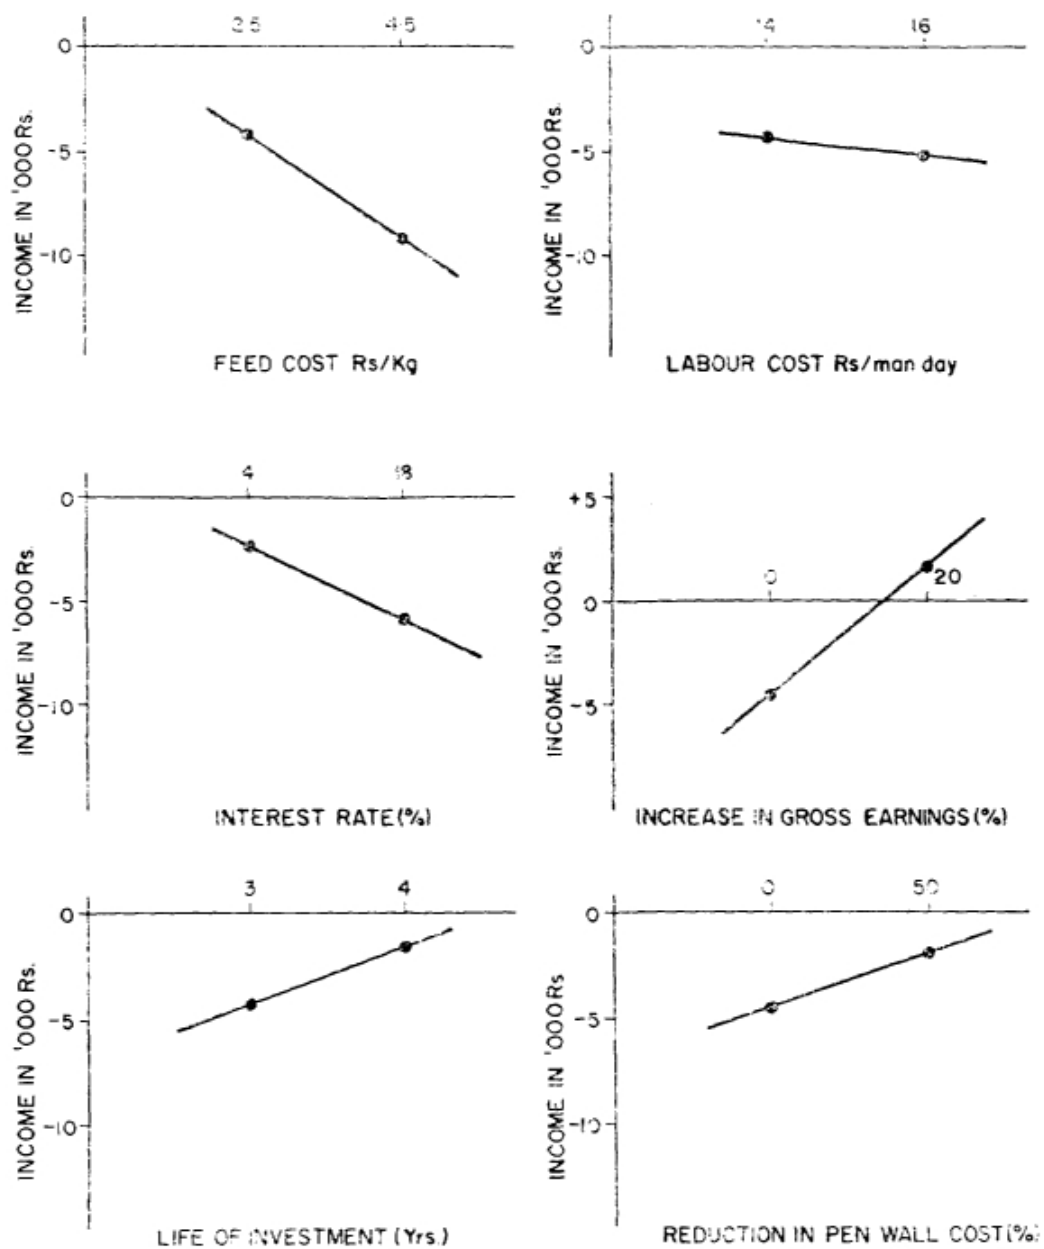 3.5 4.5
0
-5
-10
INCOME IN '000 Rs.
FEED COST Rs/Kg
14 16
0
-5
-10
INCOME IN '000 Rs.
LABOUR COST Rs/man day
4 18
0
-5
-10
INCOME IN '000 Rs.
INTEREST RATE (%)
+5
0 20
0
-5
INCOME IN '000 Rs.
INCREASE IN GROSS EARNINGS (%)
3 4
0
-5
-10
INCOME IN '000 Rs.
LIFE OF INVESTMENT (Yrs.)
0 50
0
-5
-10
INCOME IN '000 Rs
REDUCTION IN PEN WALL COST (%)